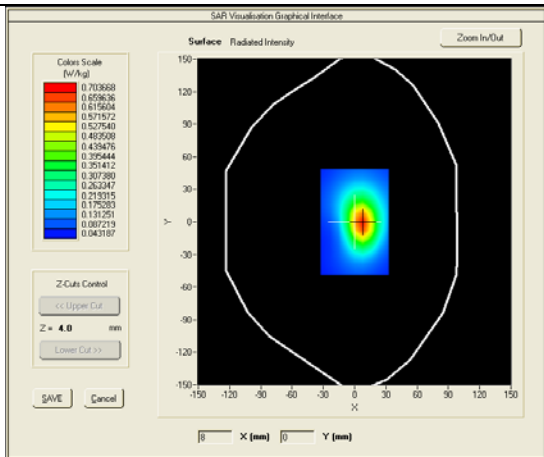 SAR Visualisation Graphical Interface
Surface Radiated Intensity
Zoom In/Out
Colors Scale
(W/kg)
0.703668
0.659636
0.615604
0.571572
0.527540
0.483508
0.439476
0.395444
0.351412
0.307380
0.263347
0.219315
0.175283
0.131251
0.087219
0.043187
Z-Cuts Control
<< Upper Cut
Z = 4.0 mm
Lower Cut >>
SAVE Cancel
150
120
90
60
30
0
-30
-60
-90
-120
-150
Y
-150 -120 -90 -60 -30 0 30 60 90 120 150
X
8 X (mm) 0 Y (mm)